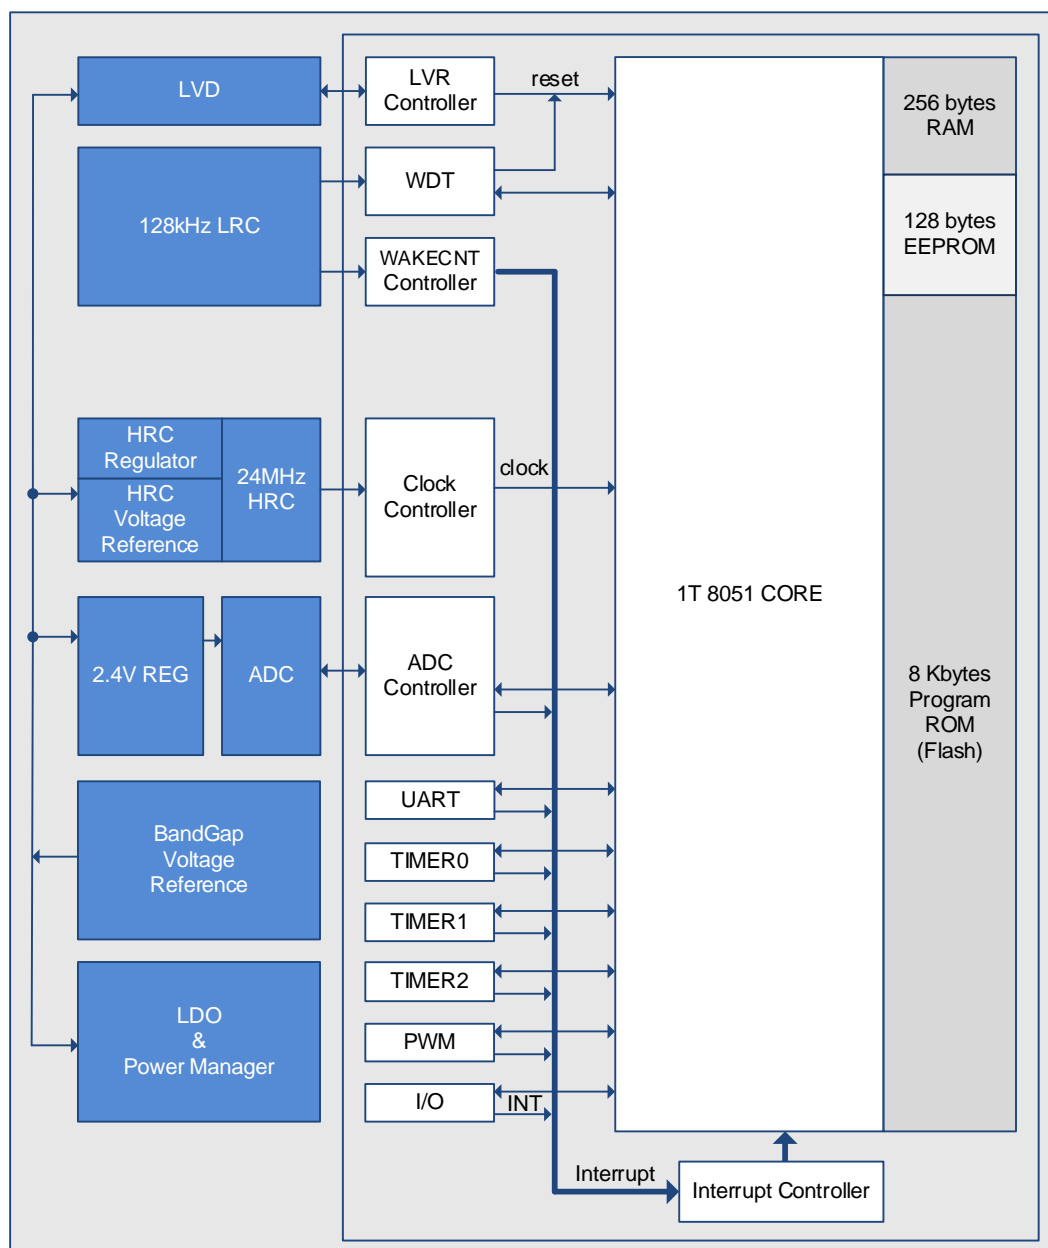 LVD
LVR
Controller
reset
256 bytes
RAM
128kHz LRC
WDT
128 bytes
EEPROM
WAKECNT
Controller
HRC
Regulator
HRC
Voltage
Reference
24MHz
HRC
Clock
Controller
clock
1T 8051 CORE
2.4V REG
ADC
ADC
Controller
8 Kbytes
Program
ROM
(Flash)
UART
BandGap
Voltage
Reference
TIMER0
TIMER1
TIMER2
LDO
&
Power Manager
PWM
I/O
INT
Interrupt
Interrupt Controller